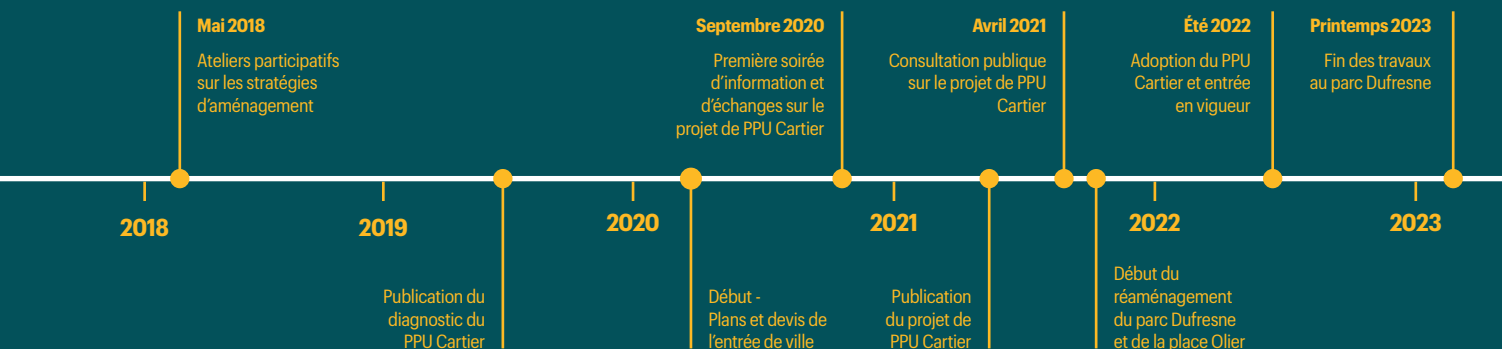 Mai 2018
Ateliers participatifs
sur les stratégies
d'aménagement
Septembre 2020
Première soirée
d'information et
d'échanges sur le
projet de PPU Cartier
Avril 2021
Consultation publique
sur le projet de PPU
Cartier
Été 2022
Adoption du PPU
Cartier et entrée
en vigueur
Printemps 2023
Fin des travaux
au parc Dufresne
2018
2019
2020
2021
2022
2023
Publication du
diagnostic du
PPU Cartier
Début -
Plans et devis de
l'entrée de ville
Publication
du projet de
PPU Cartier
Début du
réaménagement
du parc Dufresne
et de la place Olier